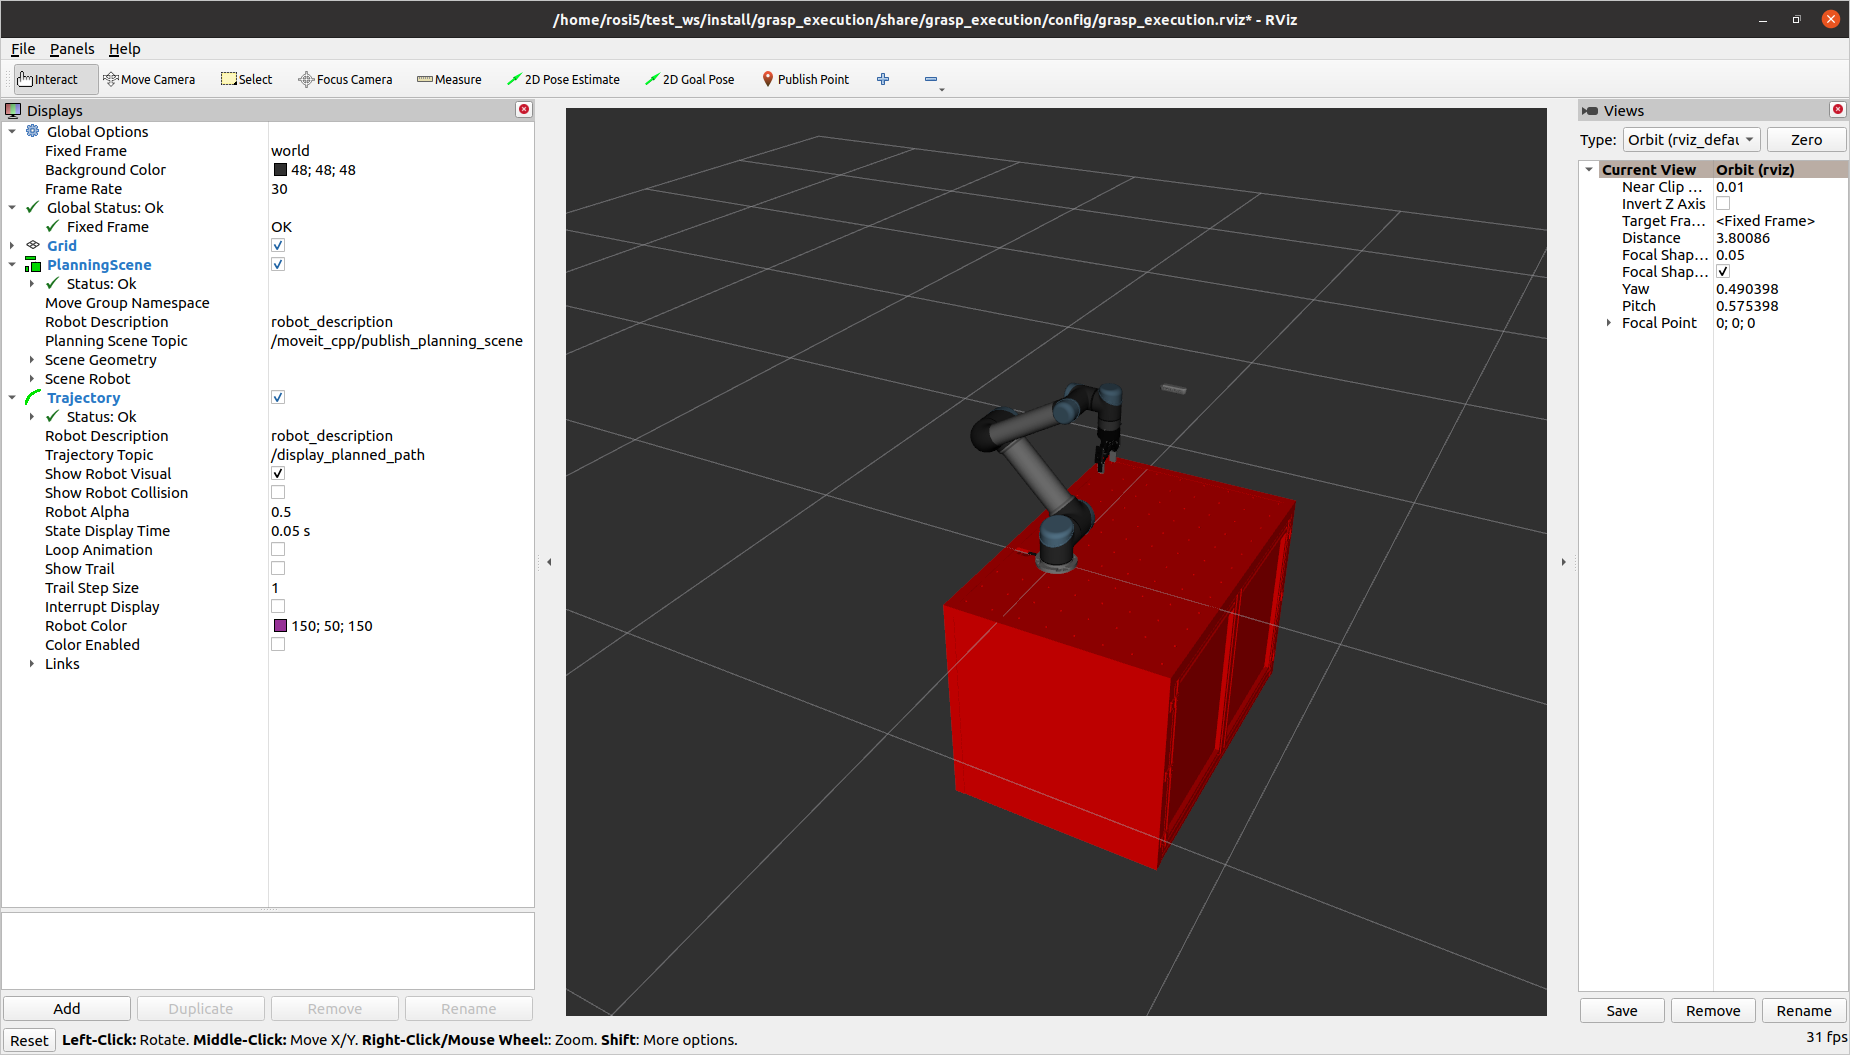 /home/rosi5/test_ws/install/grasp_execution/share/grasp_execution/config/grasp_execution.rviz* - RViz
File Panels Help
Interact Move Camera Select Focus Camera Measure 2D Pose Estimate 2D Goal Pose Publish Point
Displays
Global Options
Fixed Frame world
Background Color 48; 48; 48
Frame Rate 30
Global Status: Ok
Fixed Frame OK
Grid
PlanningScene
Status: Ok
Move Group Namespace
Robot Description robot_description
Planning Scene Topic /moveit_cpp/publish_planning_scene
Scene Geometry
Scene Robot
Trajectory
Status: Ok
Robot Description robot_description
Trajectory Topic /display_planned_path
Show Robot Visual
Show Robot Collision
Robot Alpha 0.5
State Display Time 0.05 s
Loop Animation
Show Trail
Trail Step Size 1
Interrupt Display
Robot Color 150; 50; 150
Color Enabled
Links
Add Duplicate Remove Rename
Reset Left-Click: Rotate. Middle-Click: Move X/Y. Right-Click/Mouse Wheel:: Zoom. Shift: More options.
Views
Type: Orbit (rviz_defau Zero
Current View Orbit (rviz)
Near Clip ... 0.01
Invert Z Axis
Target Fra... <Fixed Frame>
Distance 3.80086
Focal Shap... 0.05
Focal Shap...
Yaw 0.490398
Pitch 0.575398
Focal Point 0; 0; 0
Save Remove Rename
31 fps